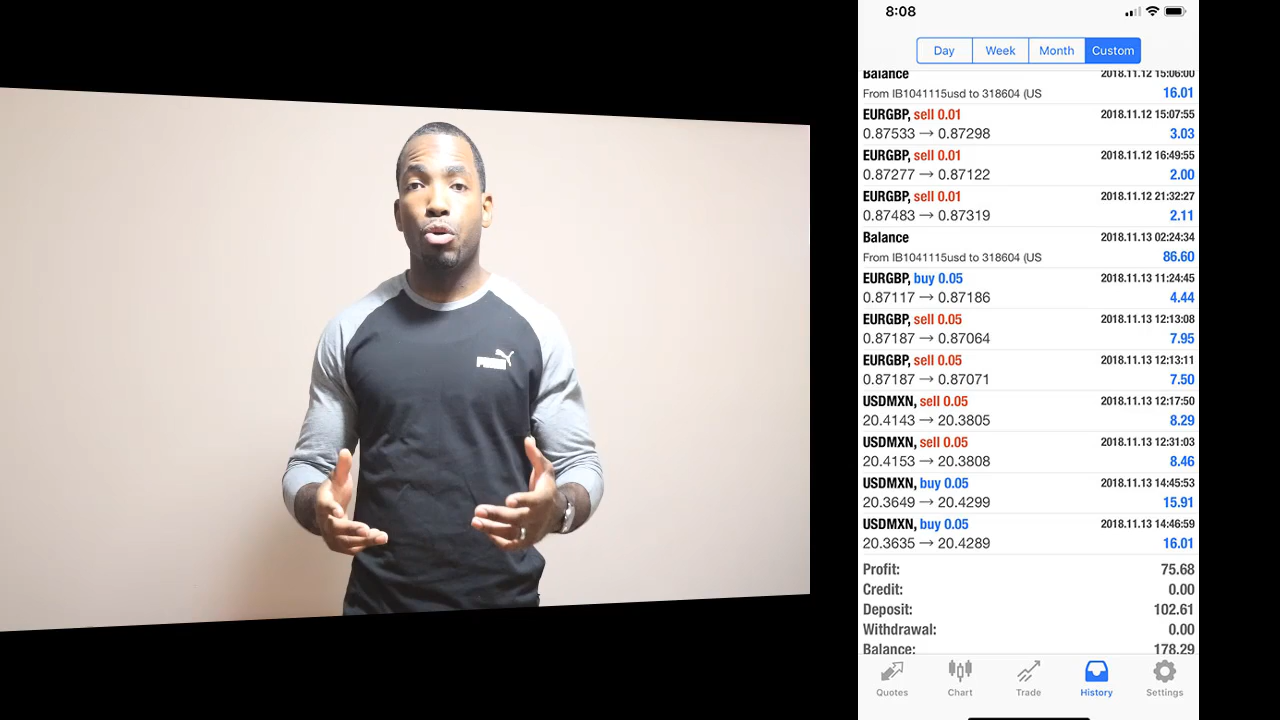 PUMA
8:08
Day Week Month Custom
Balance 2018.11.12 15:06:00
From IB1041115usd to 318604 (US 16.01
EURGBP, sell 0.01 2018.11.12 15:07:55
0.87533 → 0.87298 3.03
EURGBP, sell 0.01 2018.11.12 16:49:55
0.87277 → 0.87122 2.00
EURGBP, sell 0.01 2018.11.12 21:32:27
0.87483 → 0.87319 2.11
Balance 2018.11.13 02:24:34
From IB1041115usd to 318604 (US 86.60
EURGBP, buy 0.05 2018.11.13 11:24:45
0.87117 → 0.87186 4.44
EURGBP, sell 0.05 2018.11.13 12:13:08
0.87187 → 0.87064 7.95
EURGBP, sell 0.05 2018.11.13 12:13:11
0.87187 → 0.87071 7.50
USDMXN, sell 0.05 2018.11.13 12:17:50
20.4143 → 20.3805 8.29
USDMXN, sell 0.05 2018.11.13 12:31:03
20.4153 → 20.3808 8.46
USDMXN, buy 0.05 2018.11.13 14:45:53
20.3649 → 20.4299 15.91
USDMXN, buy 0.05 2018.11.13 14:46:59
20.3635 → 20.4289 16.01
Profit: 75.68
Credit: 0.00
Deposit: 102.61
Withdrawal: 0.00
Balance: 178.29
Quotes Chart Trade History Settings